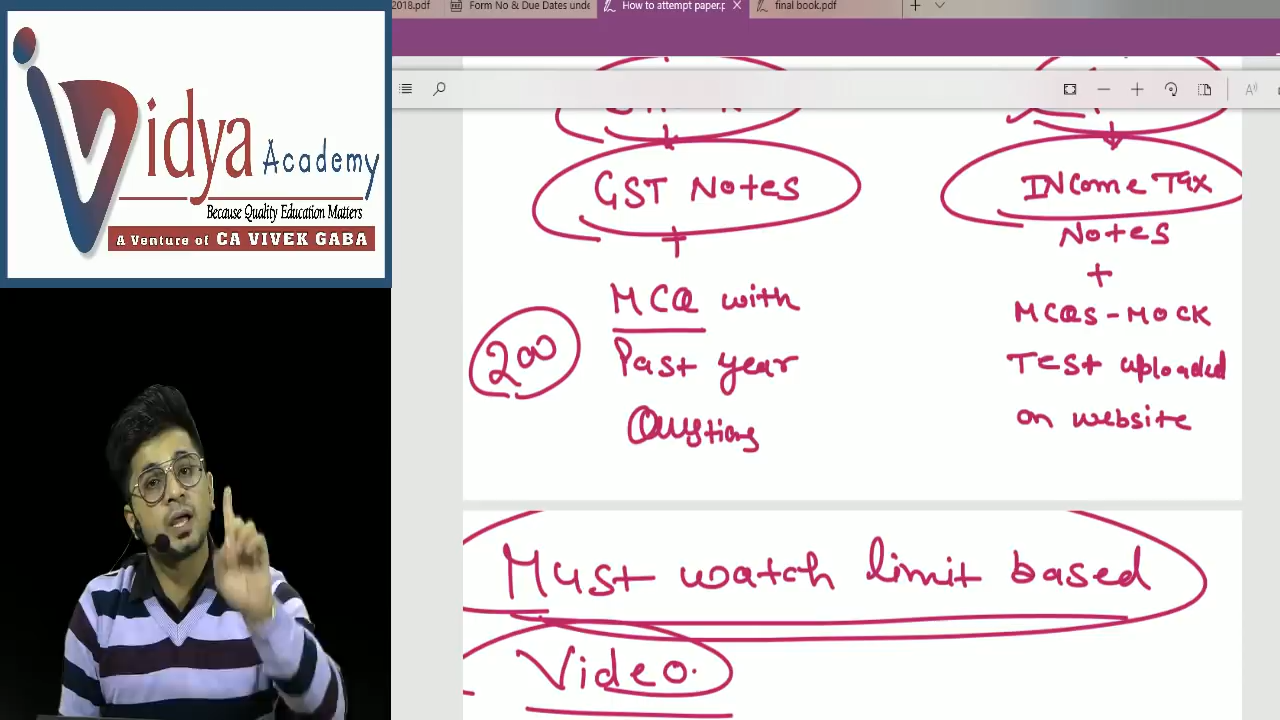 Vidya Academy
Because Quality Education Matters
A Venture of CA VIVEK GABA
2018.pdf
Form No & Due Dates unde
How to attempt paper.p
final book.pdf
GST Notes
+
MCQ with
Past year
Questions
200
INcome Tax
Notes
+
MCQs - MOCK
TEST uploaded
on website
Must watch limit based
Video.